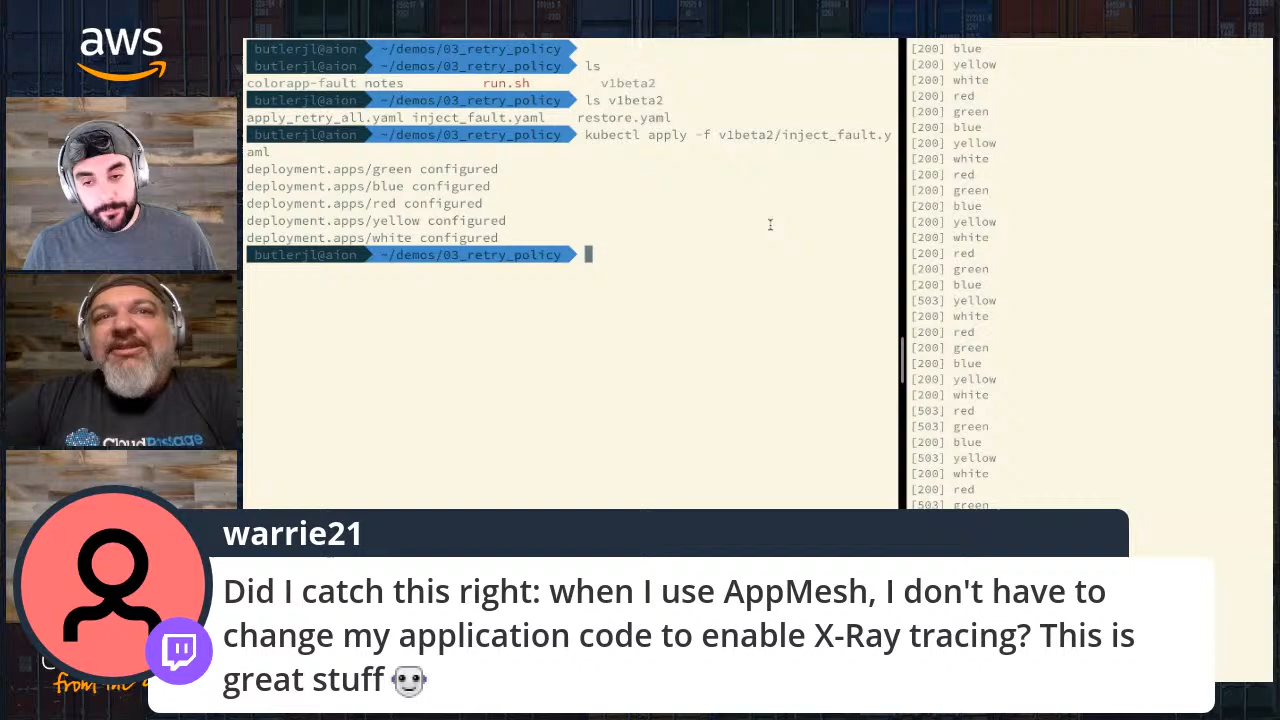 aws
butlerjl@aion ~/demos/03_retry_policy
butlerjl@aion ~/demos/03_retry_policy ls
colorapp-fault notes run.sh v1beta2
butlerjl@aion ~/demos/03_retry_policy ls v1beta2
apply_retry_all.yaml inject_fault.yaml restore.yaml
butlerjl@aion ~/demos/03_retry_policy kubectl apply -f v1beta2/inject_fault.y
aml
deployment.apps/green configured
deployment.apps/blue configured
deployment.apps/red configured
deployment.apps/yellow configured
deployment.apps/white configured
butlerjl@aion ~/demos/03_retry_policy
[200] blue
[200] yellow
[200] white
[200] red
[200] green
[200] blue
[200] yellow
[200] white
[200] red
[200] green
[200] blue
[200] yellow
[200] white
[200] red
[200] green
[200] blue
[503] yellow
[200] white
[200] red
[200] green
[200] blue
[200] yellow
[200] white
[503] red
[503] green
[200] blue
[503] yellow
[200] white
[200] red
[503] green
warrie21
Did I catch this right: when I use AppMesh, I don't have to
change my application code to enable X-Ray tracing? This is
great stuff
from the